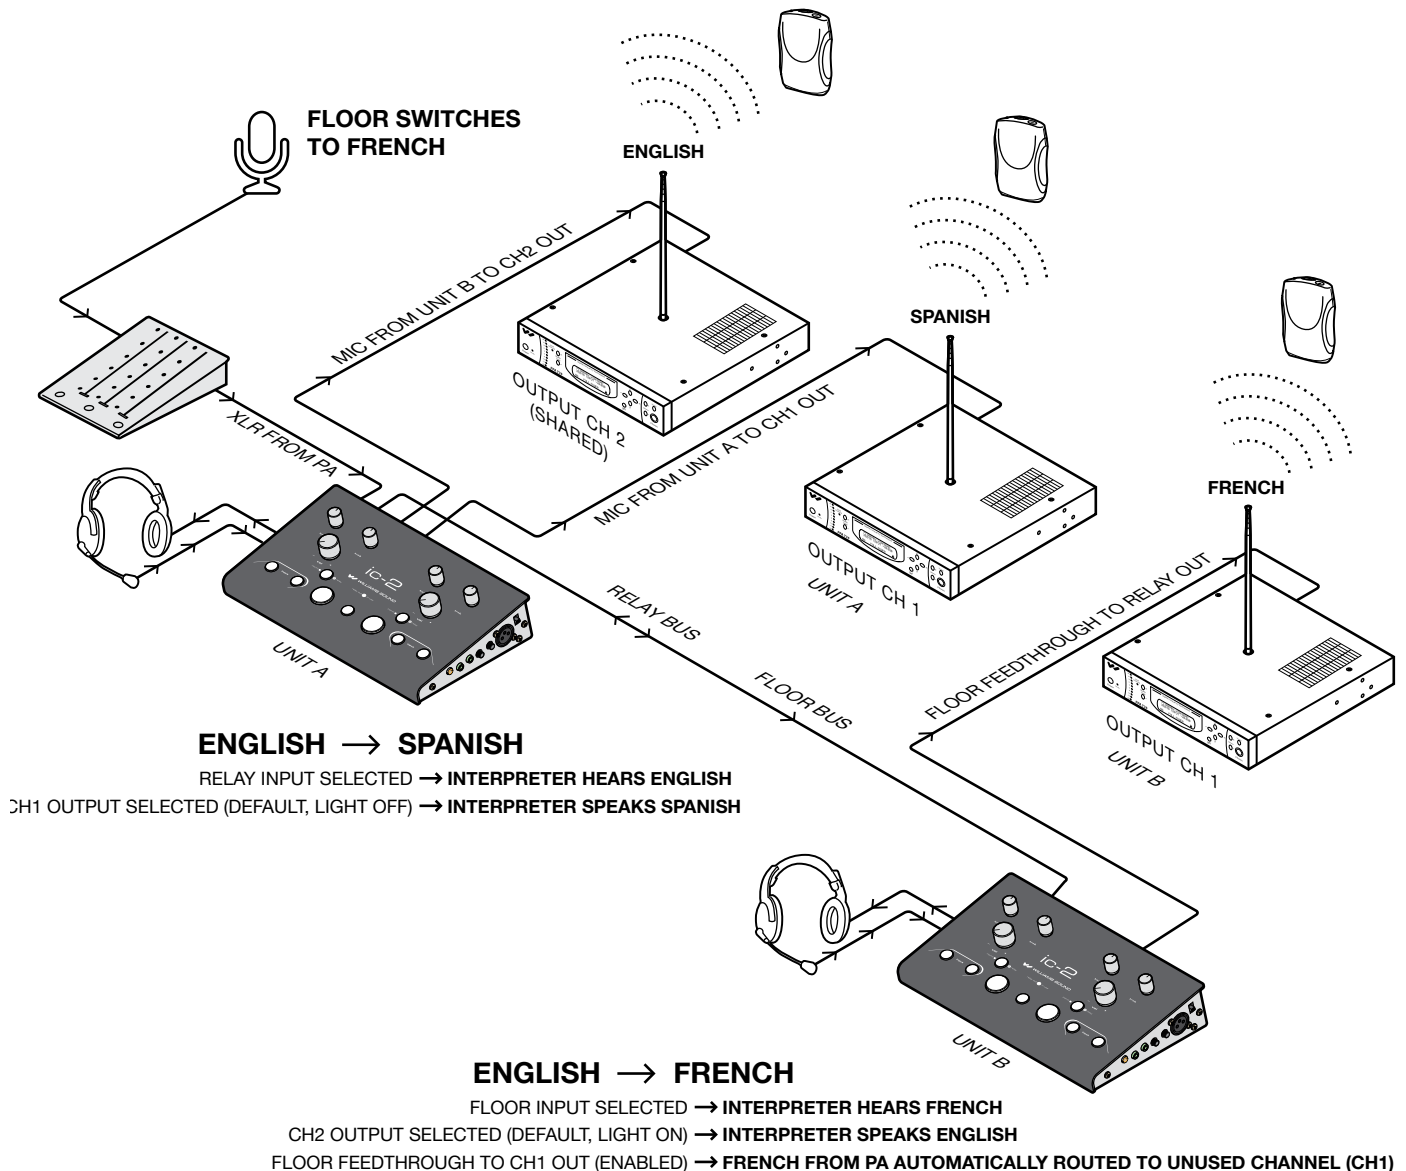 FLOOR SWITCHES
TO FRENCH
ENGLISH
MIC FROM UNIT B TO CH2 OUT
OUTPUT CH 2
(SHARED)
SPANISH
XLR FROM PA
MIC FROM UNIT A TO CH1 OUT
OUTPUT CH 1
UNIT A
FRENCH
ic-2
WILLIAMS SOUND
UNIT A
RELAY BUS
FLOOR BUS
FLOOR FEEDTHROUGH TO RELAY OUT
OUTPUT CH 1
UNIT B
ENGLISH → SPANISH
RELAY INPUT SELECTED → INTERPRETER HEARS ENGLISH
CH1 OUTPUT SELECTED (DEFAULT, LIGHT OFF) → INTERPRETER SPEAKS SPANISH
ic-2
WILLIAMS SOUND
UNIT B
ENGLISH → FRENCH
FLOOR INPUT SELECTED → INTERPRETER HEARS FRENCH
CH2 OUTPUT SELECTED (DEFAULT, LIGHT ON) → INTERPRETER SPEAKS ENGLISH
FLOOR FEEDTHROUGH TO CH1 OUT (ENABLED) → FRENCH FROM PA AUTOMATICALLY ROUTED TO UNUSED CHANNEL (CH1)